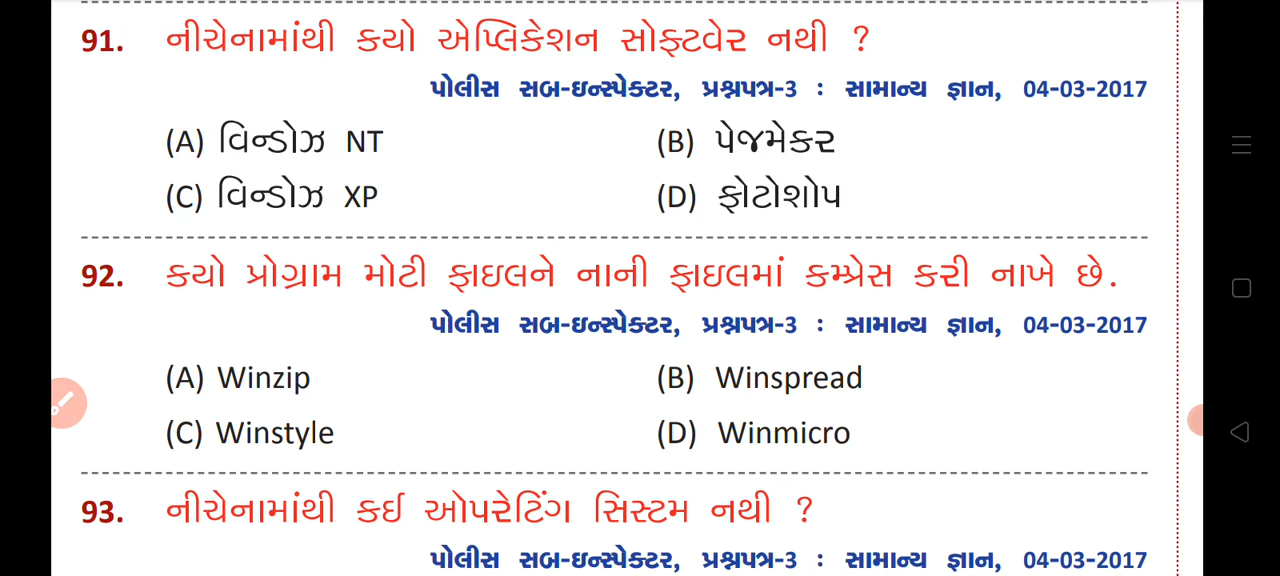 91. નીચેનામાંથી ક્યો એપ્લિકેશન સોફ્ટવેર નથી ?
પોલીસ સબ-ઇન્સ્પેક્ટર, પ્રશ્નપત્ર-3 : સામાન્ય જ્ઞાન, 04-03-2017
(A) વિન્ડોઝ NT (B) પેજમેકર
(C) વિન્ડોઝ XP (D) ફોટોશોપ
92. ક્યો પ્રોગ્રામ મોટી ફાઇલને નાની ફાઇલમાં કમ્પ્રેસ કરી નાખે છે.
પોલીસ સબ-ઇન્સ્પેક્ટર, પ્રશ્નપત્ર-3 : સામાન્ય જ્ઞાન, 04-03-2017
(A) Winzip (B) Winspread
(C) Winstyle (D) Winmicro
93. નીચેનામાંથી કઈ ઓપરેટિંગ સિસ્ટમ નથી ?
પોલીસ સબ-ઇન્સ્પેક્ટર, પ્રશ્નપત્ર-3 : સામાન્ય જ્ઞાન, 04-03-2017